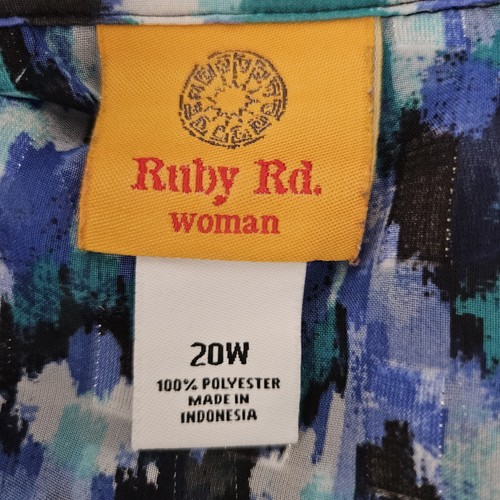 Ruby Rd.
woman
20W
100% POLYESTER
MADE IN
INDONESIA